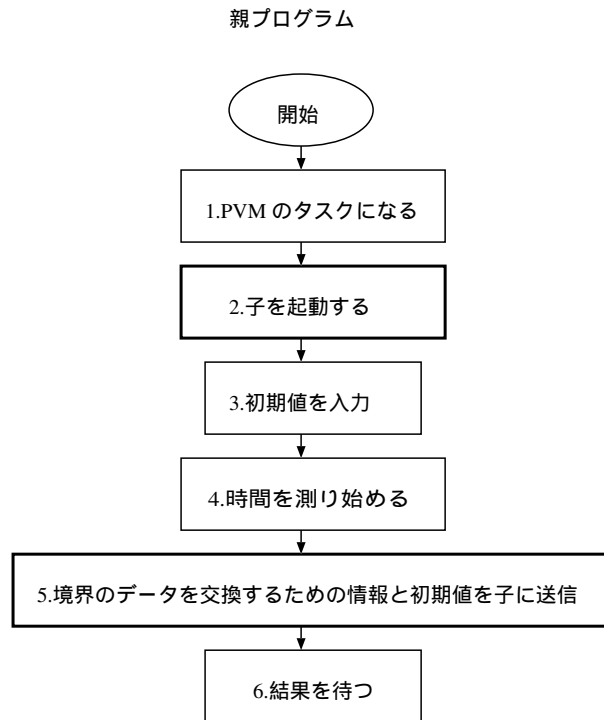 親プログラム
開始
1.PVM のタスクになる
2.子を起動する
3.初期値を入力
4.時間を測り始める
5.境界のデータを交換するための情報と初期値を子に送信
6.結果を待つ